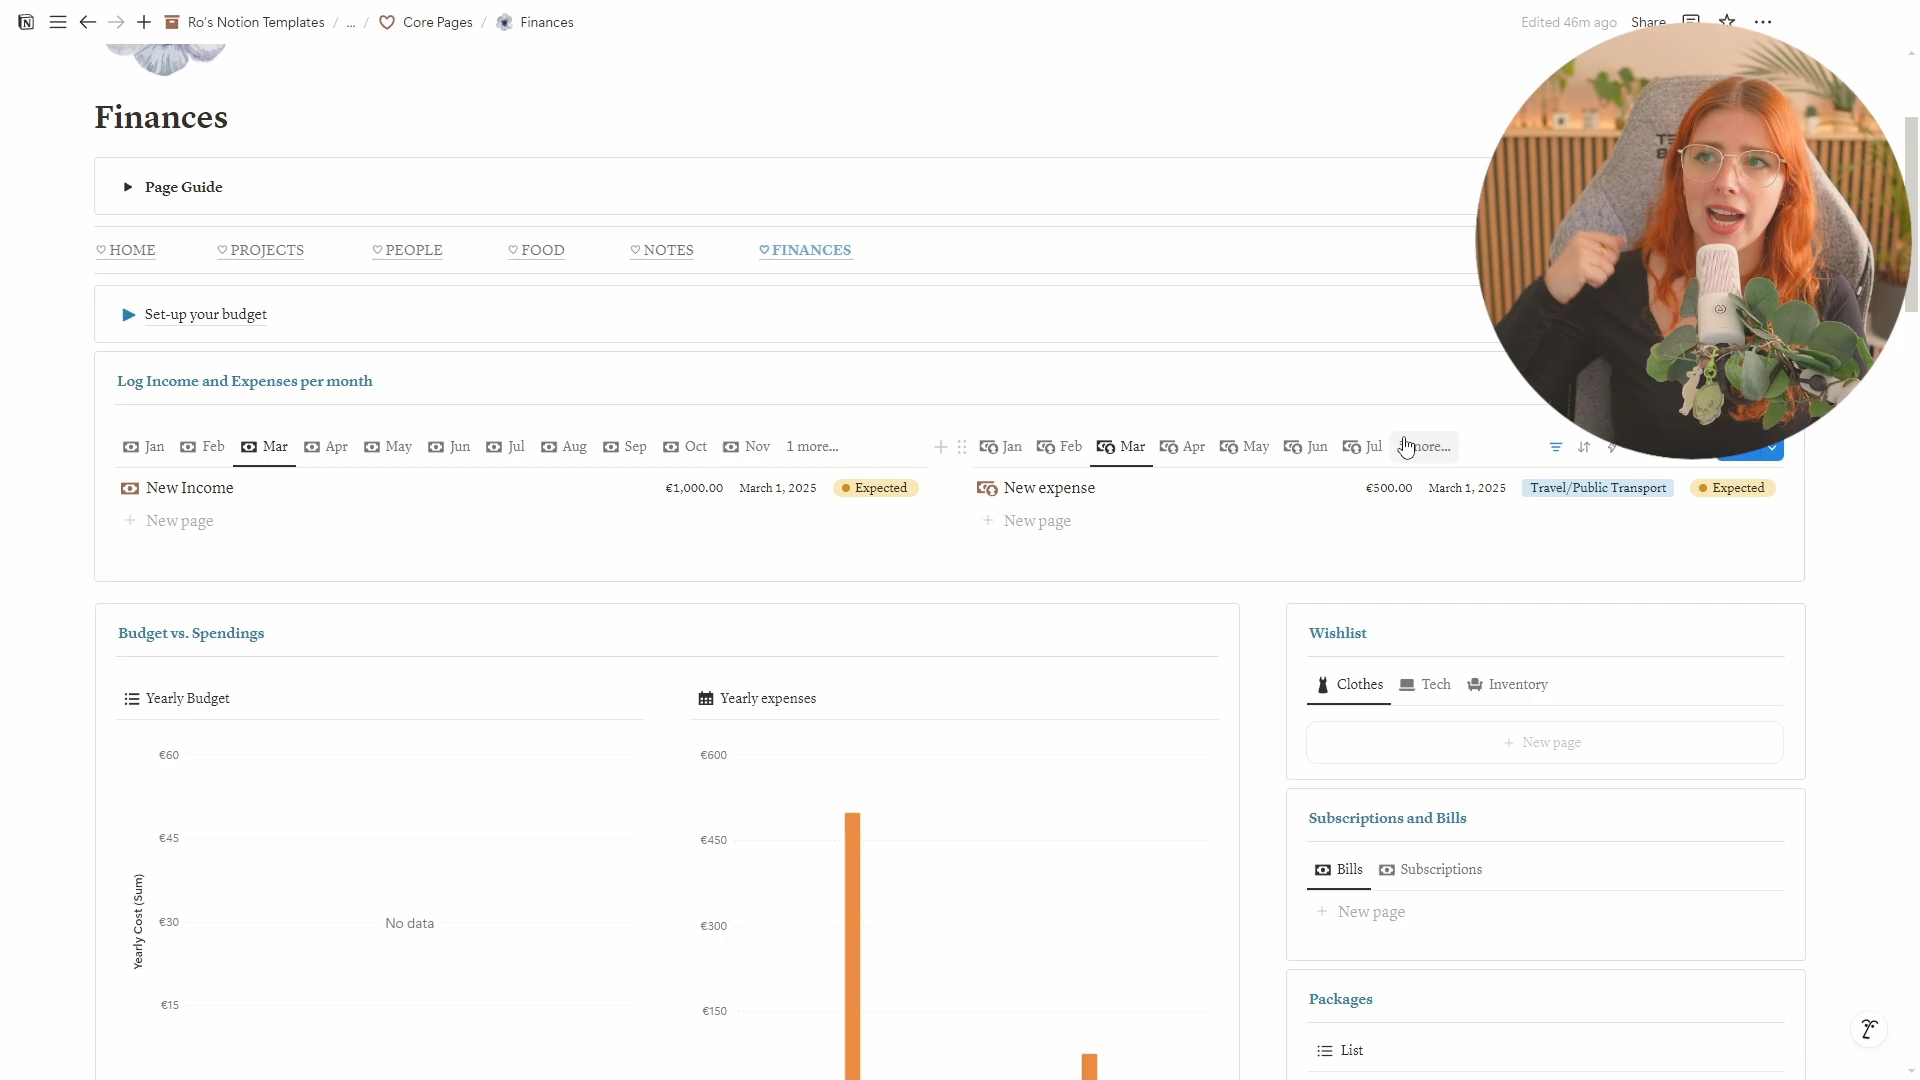 Ro's Notion Templates / ... / Core Pages / Finances
Edited 46m ago Share
Finances
Page Guide
HOME PROJECTS PEOPLE FOOD NOTES FINANCES
Set-up your budget
Log Income and Expenses per month
Jan Feb Mar Apr May Jun Jul Aug Sep Oct Nov 1 more...
New Income €1,000.00 March 1, 2025 Expected
New page
Jan Feb Mar Apr May Jun Jul more...
New expense €500.00 March 1, 2025 Travel/Public Transport Expected
New page
Budget vs. Spendings
Yearly Budget
€60
€45
€30
€15
Yearly Cost (Sum)
No data
Yearly expenses
€600
€450
€300
€150
Wishlist
Clothes Tech Inventory
New page
Subscriptions and Bills
Bills Subscriptions
New page
Packages
List